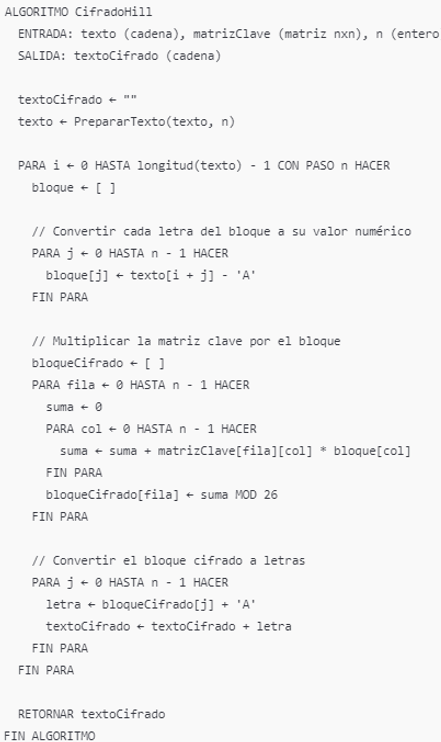 ALGORITMO CifradoHill
ENTRADA: texto (cadena), matrizClave (matriz nxn), n (entero
SALIDA: textoCifrado (cadena)
textoCifrado ← ""
texto ← PrepararTexto(texto, n)
PARA i ← 0 HASTA longitud(texto) - 1 CON PASO n HACER
bloque ← [ ]
// Convertir cada letra del bloque a su valor numérico
PARA j ← 0 HASTA n - 1 HACER
bloque[j] ← texto[i + j] - 'A'
FIN PARA
// Multiplicar la matriz clave por el bloque
bloqueCifrado ← [ ]
PARA fila ← 0 HASTA n - 1 HACER
suma ← 0
PARA col ← 0 HASTA n - 1 HACER
suma ← suma + matrizClave[fila][col] * bloque[col]
FIN PARA
bloqueCifrado[fila] ← suma MOD 26
FIN PARA
// Convertir el bloque cifrado a letras
PARA j ← 0 HASTA n - 1 HACER
letra ← bloqueCifrado[j] + 'A'
textoCifrado ← textoCifrado + letra
FIN PARA
FIN PARA
RETORNAR textoCifrado
FIN ALGORITMO